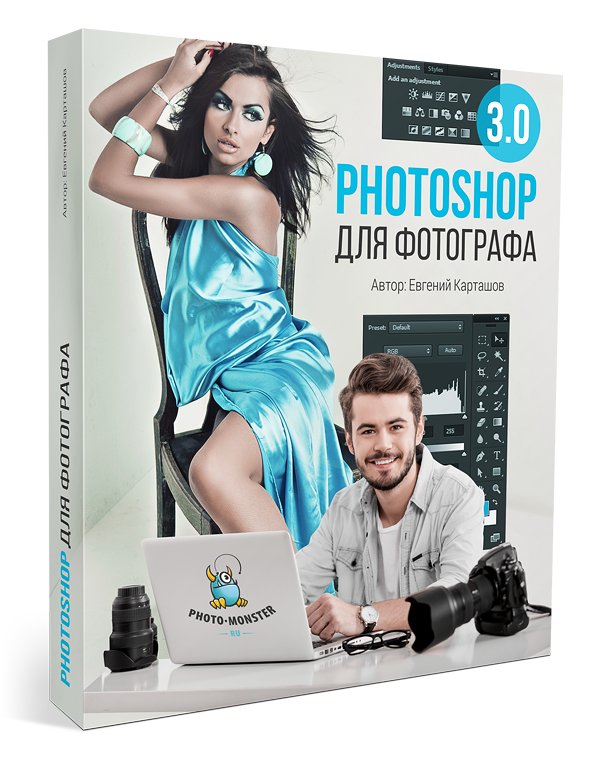 Adjustments Styles
Add an adjustment
3.0
PHOTOSHOP
ДЛЯ ФОТОГРАФА
Автор: Евгений Карташов
Preset: Default
RGB Auto
255
PHOTO•MONSTER
RU
PHOTOSHOP ДЛЯ ФОТОГРАФА
Автор: Евгений Карташов